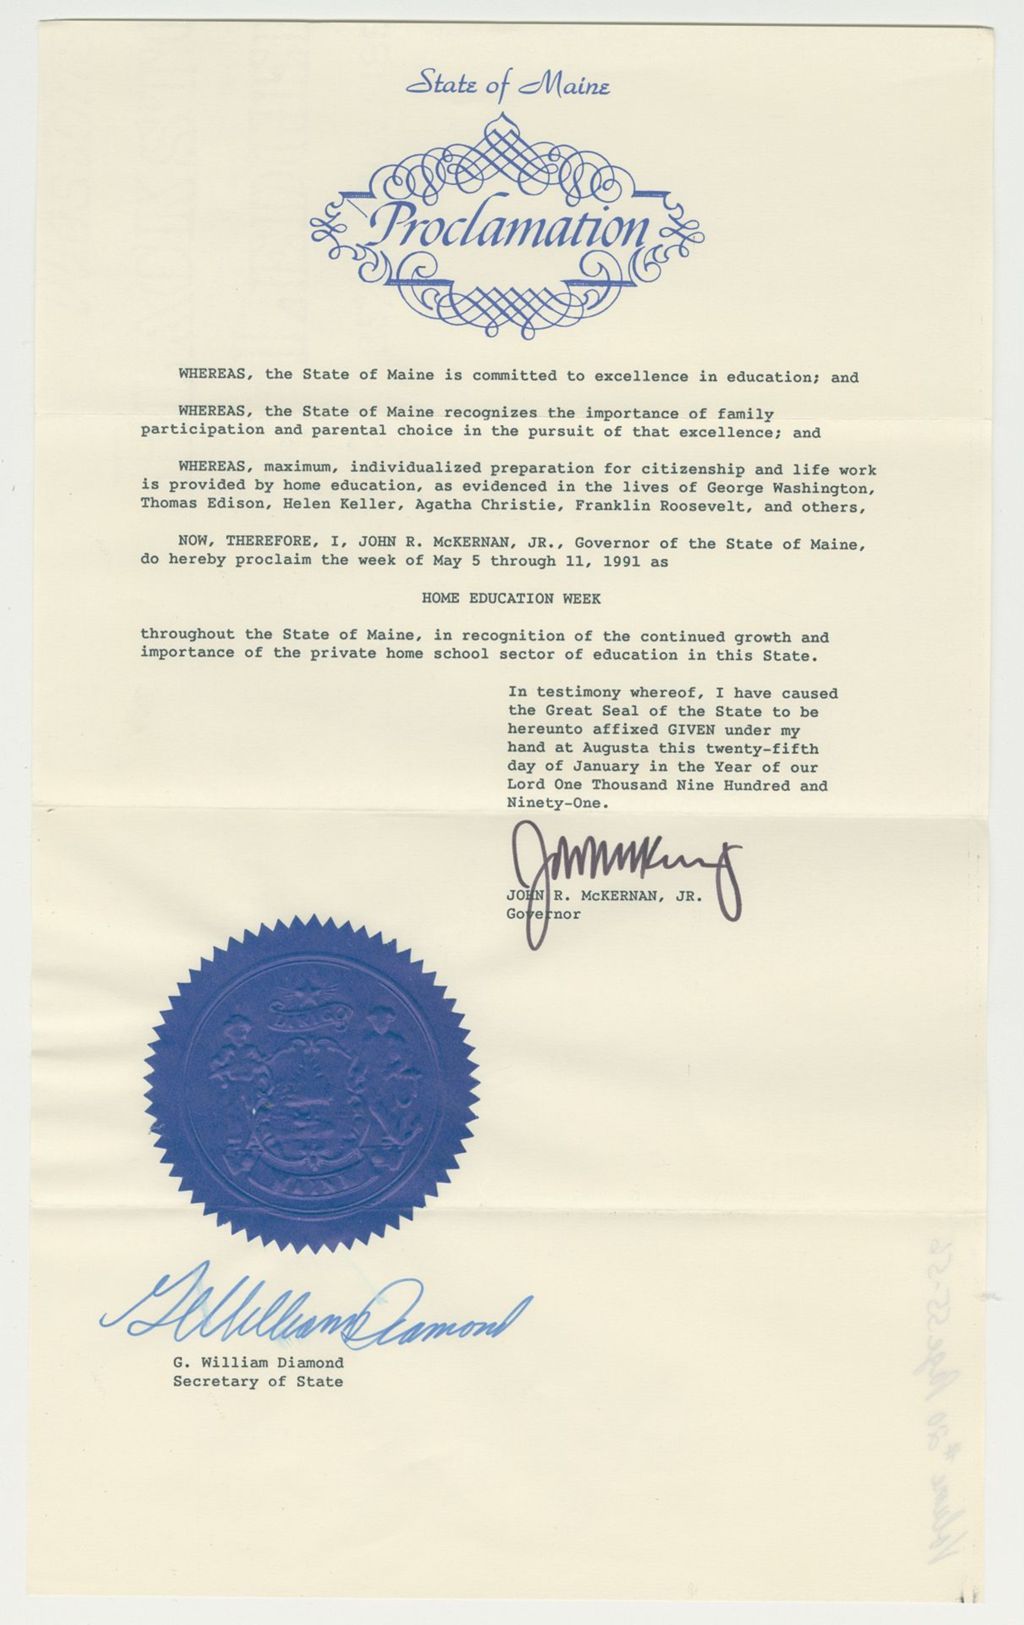 State of Maine
Proclamation
WHEREAS, the State of Maine is committed to excellence in education; and
WHEREAS, the State of Maine recognizes the importance of family
participation and parental choice in the pursuit of that excellence; and
WHEREAS, maximum, individualized preparation for citizenship and life work
is provided by home education, as evidenced in the lives of George Washington,
Thomas Edison, Helen Keller, Agatha Christie, Franklin Roosevelt, and others,
NOW, THEREFORE, I, JOHN R. McKERNAN, JR., Governor of the State of Maine,
do hereby proclaim the week of May 5 through 11, 1991 as
HOME EDUCATION WEEK
throughout the State of Maine, in recognition of the continued growth and
importance of the private home school sector of education in this State.
In testimony whereof, I have caused
the Great Seal of the State to be
hereunto affixed GIVEN under my
hand at Augusta this twenty-fifth
day of January in the Year of our
Lord One Thousand Nine Hundred and
Ninety-One.
JOHN R. McKERNAN, JR.
Governor
DIRIGO
MAINE
G William Diamond
G. William Diamond
Secretary of State